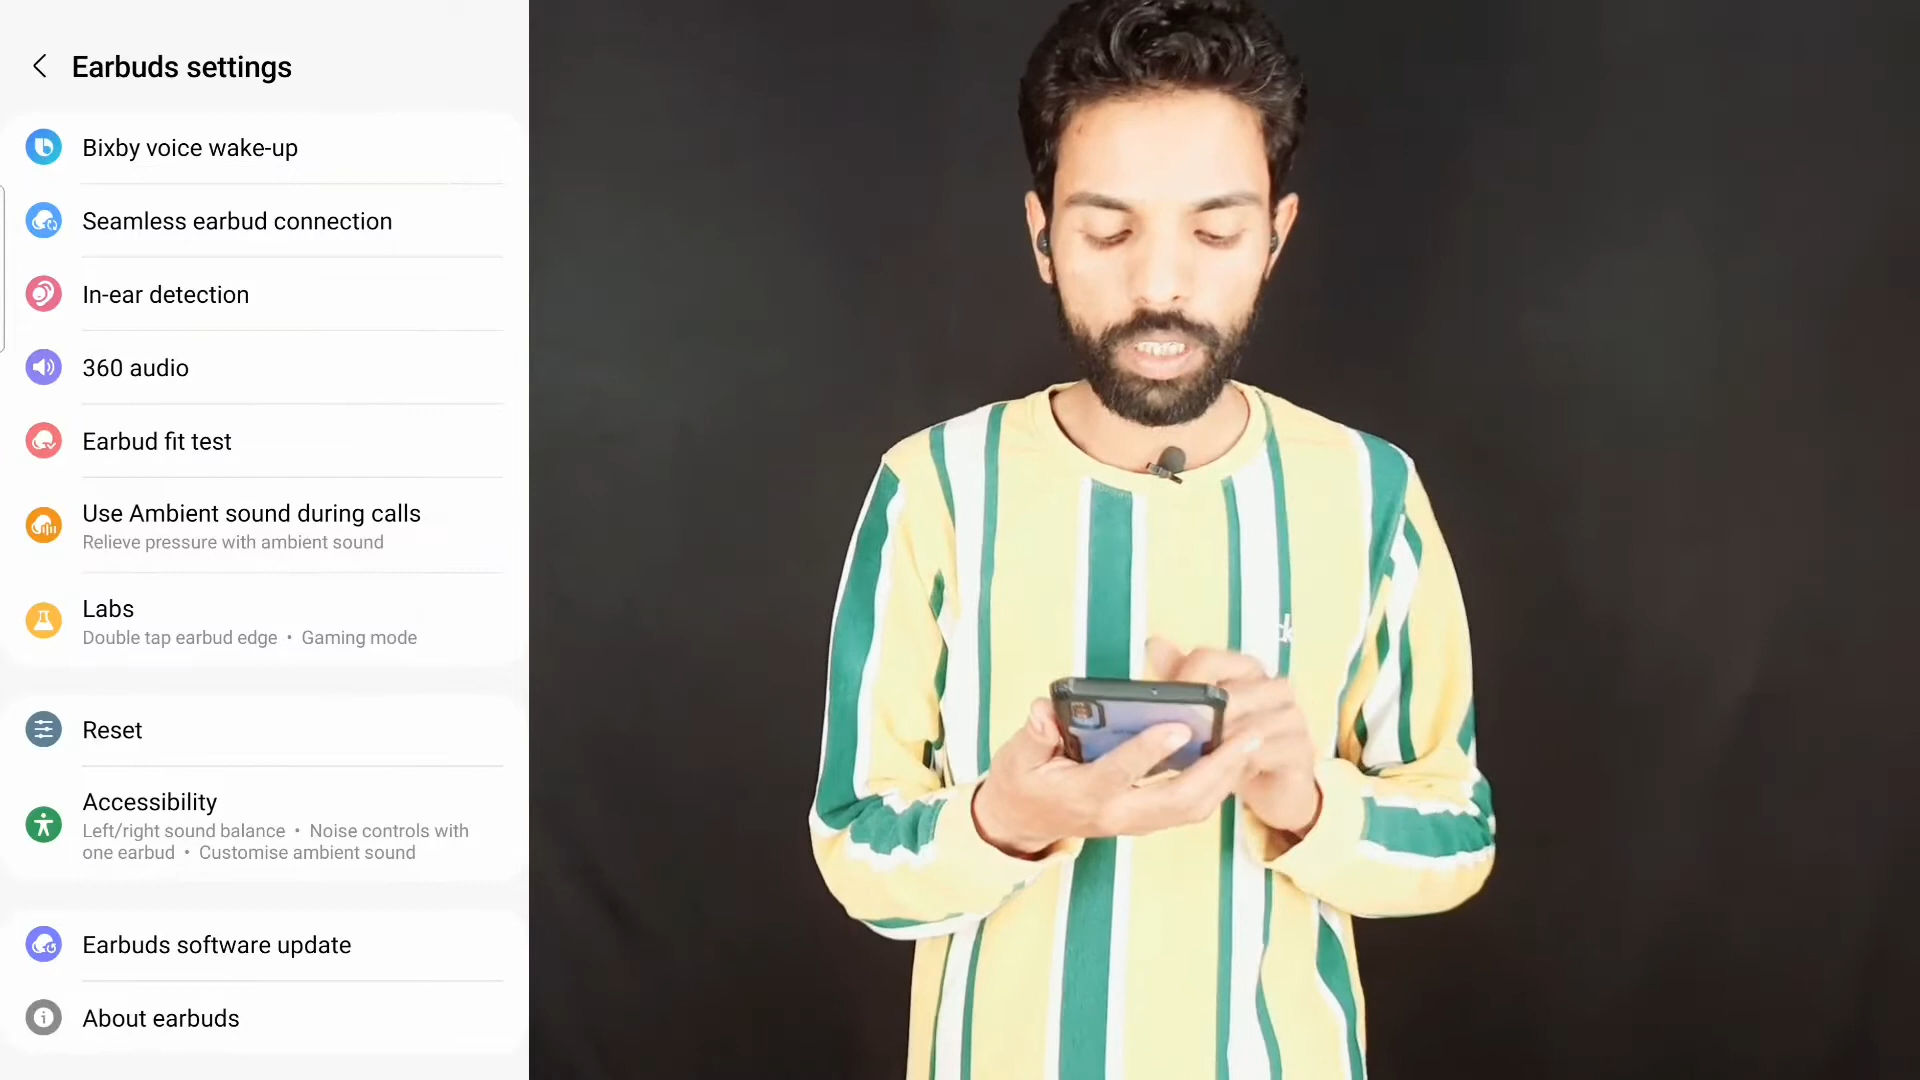 Earbuds settings
Bixby voice wake-up
Seamless earbud connection
In-ear detection
360 audio
Earbud fit test
Use Ambient sound during calls
Relieve pressure with ambient sound
Labs
Double tap earbud edge • Gaming mode
Reset
Accessibility
Left/right sound balance • Noise controls with
one earbud • Customise ambient sound
Earbuds software update
About earbuds